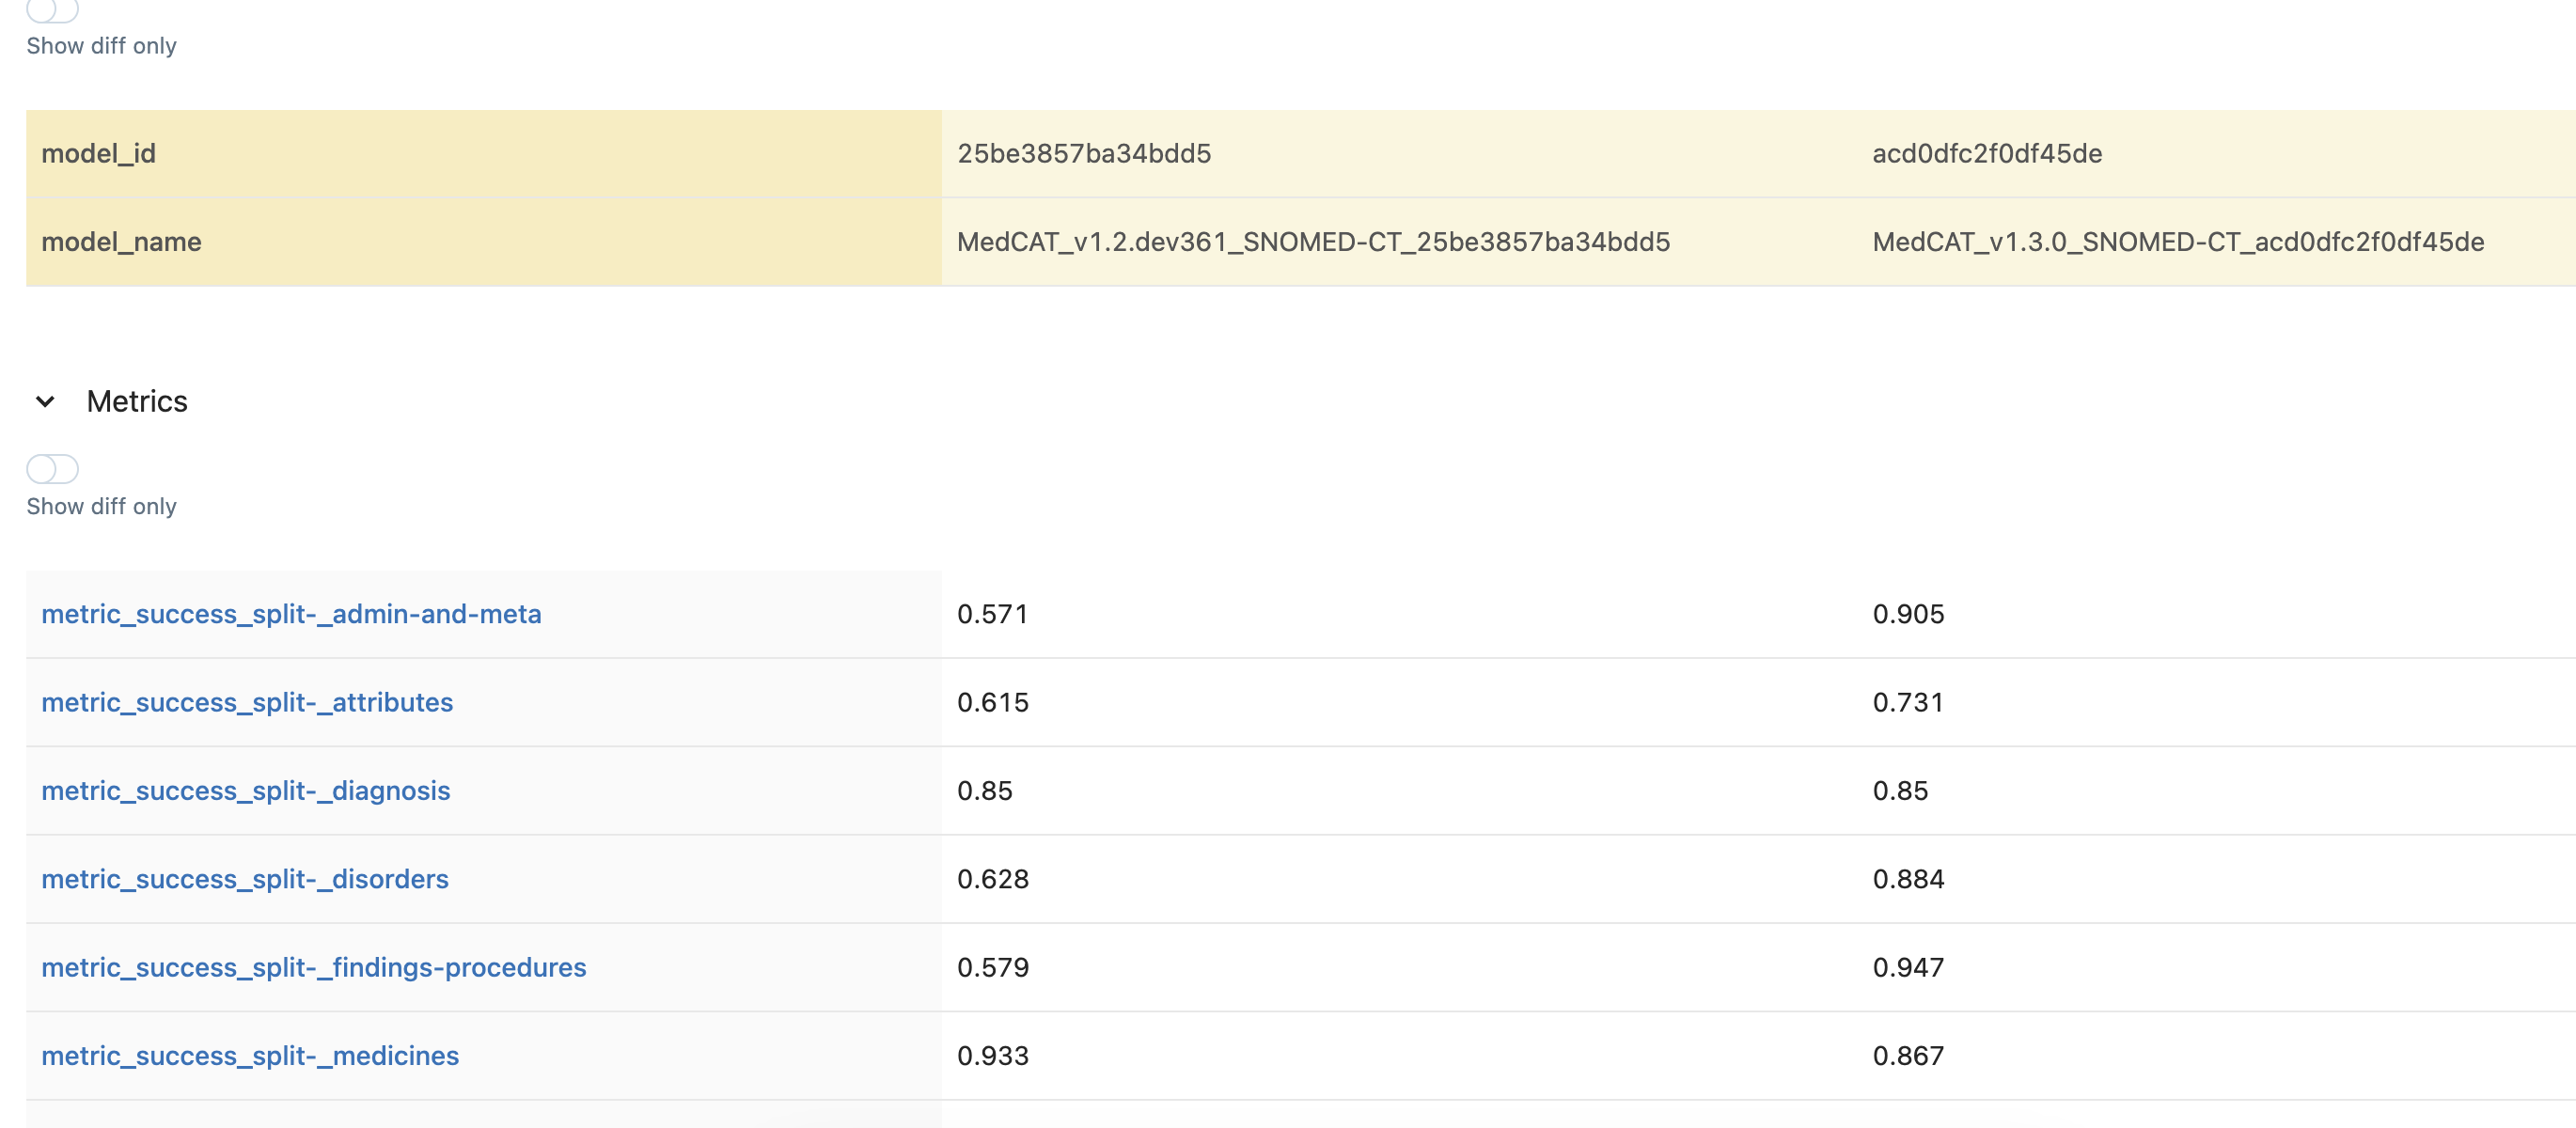 Show diff only
model_id 25be3857ba34bdd5 acd0dfc2f0df45de
model_name MedCAT_v1.2.dev361_SNOMED-CT_25be3857ba34bdd5 MedCAT_v1.3.0_SNOMED-CT_acd0dfc2f0df45de
Metrics
Show diff only
metric_success_split-_admin-and-meta 0.571 0.905
metric_success_split-_attributes 0.615 0.731
metric_success_split-_diagnosis 0.85 0.85
metric_success_split-_disorders 0.628 0.884
metric_success_split-_findings-procedures 0.579 0.947
metric_success_split-_medicines 0.933 0.867